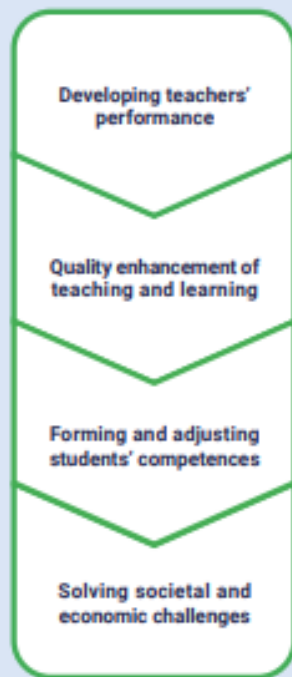 Developing teachers'
performance
Quality enhancement of
teaching and learning
Forming and adjusting
students' competences
Solving societal and
economic challenges